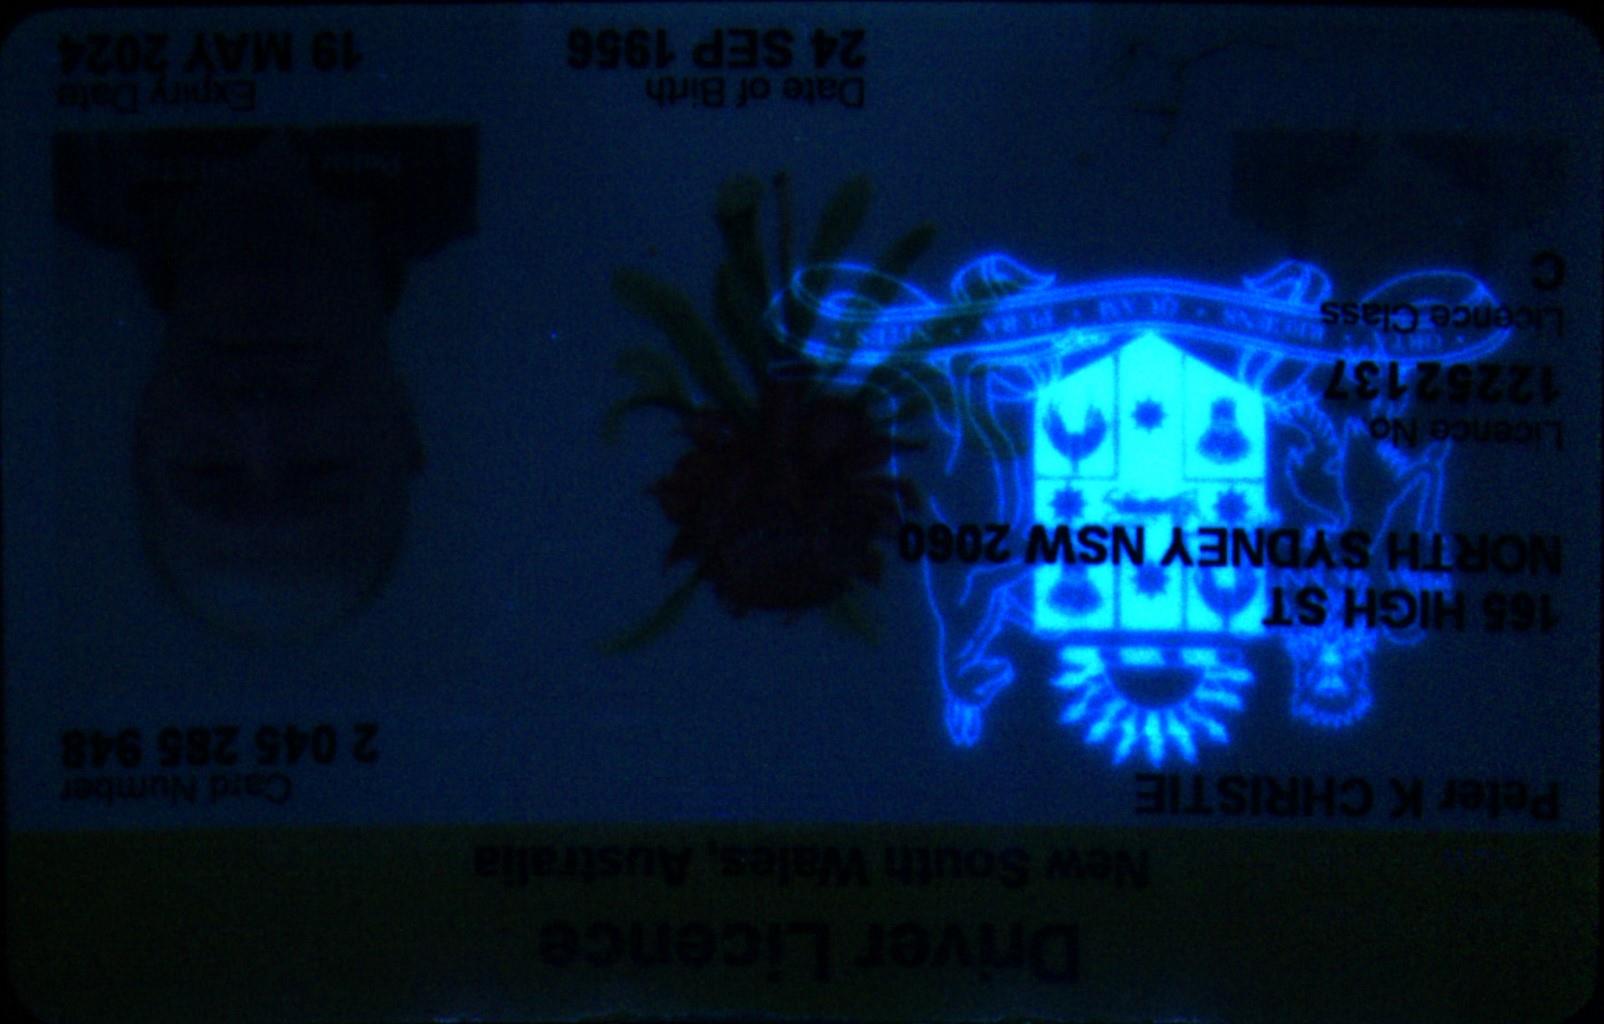 Driver Licence
New South Wales, Australia
Peter K CHRISTIE
Card Number
2 045 285 948
165 HIGH ST
NORTH SYDNEY NSW 2060
Licence No
12252137
Licence Class
C
Date of Birth
24 SEP 1956
Expiry Date
19 MAY 2024